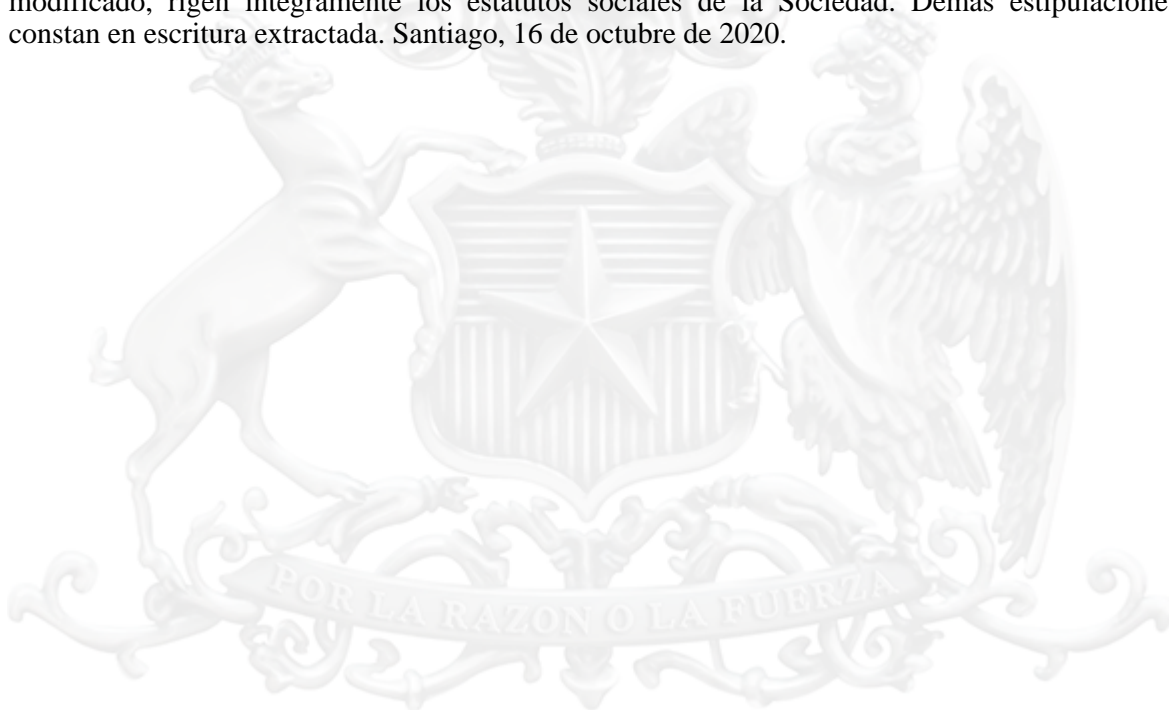 modificado, rigen íntegramente los estatutos sociales de la Sociedad. Demás estipulacione
constan en escritura extractada. Santiago, 16 de octubre de 2020.
POR LA RAZON O LA FUERZA